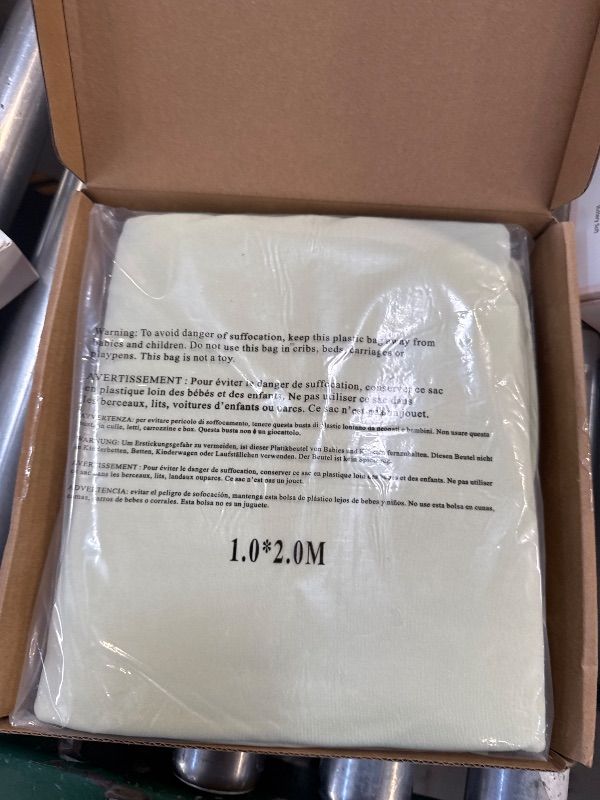 Warning: To avoid danger of suffocation, keep this plastic bag away from
babies and children. Do not use this bag in cribs, beds, carriages or
playpens. This bag is not a toy.
AVERTISSEMENT : Pour éviter le danger de suffocation, conserver ce sac
en plastique loin des bébés et des enfants, Ne pas utiliser ce sac dans
les berceaux, lits, voitures d'enfants ou parcs. Ce sac n'est pas un jouet.
AVVERTENZA: per evitare pericolo di soffocamento, tenere questa busta di plastic lontano da neonati e bambini. Non usare questa
in culle, letti, carrozzine e box. Questa busta non è un giocattolo.
WARNUNG: Um Erstickungsgefahr zu vermeiden, ist dieser Platikbeutel von Babies und Kindern fernzuhalten. Diesen Beutel nicht
in Kinderbetten, Betten, Kinderwagen oder Laufställchen verwenden. Der Beutel ist kein
AVERTISSEMENT : Pour éviter le danger de suffocation, conserver ce sac en plastique loin des bébés et des enfants. Ne pas utiliser
ce sac dans les berceaux, lits, landaux ouparce. Ce sac n'est oas un jouet.
ADVERTENCIA: evitar el peligro de sofocación, mantenga esta bolsa de plástico lejos de bebes y niños. No use esta bolsa en cunas,
camas, carros de bebes o corrales. Esta bolsa no es un juguete.
1.0*2.0M